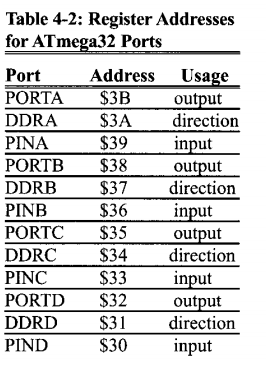 Table 4-2: Register Addresses
for ATmega32 Ports
Port Address Usage
PORTA $3B output
DDRA $3A direction
PINA $39 input
PORTB $38 output
DDRB $37 direction
PINB $36 input
PORTC $35 output
DDRC $34 direction
PINC $33 input
PORTD $32 output
DDRD $31 direction
PIND $30 input